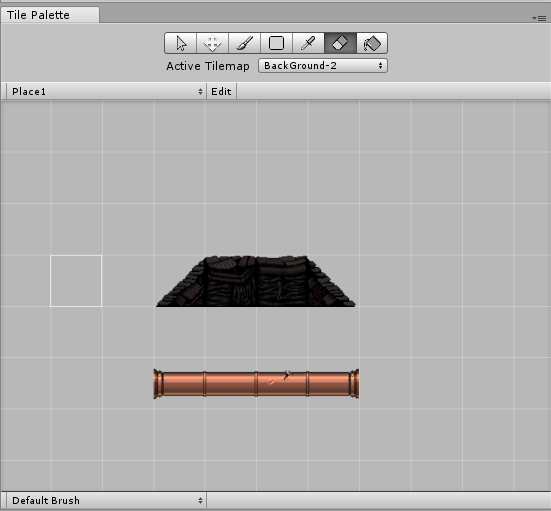 Tile Palette
Active Tilemap BackGround-2
Place1 Edit
Default Brush